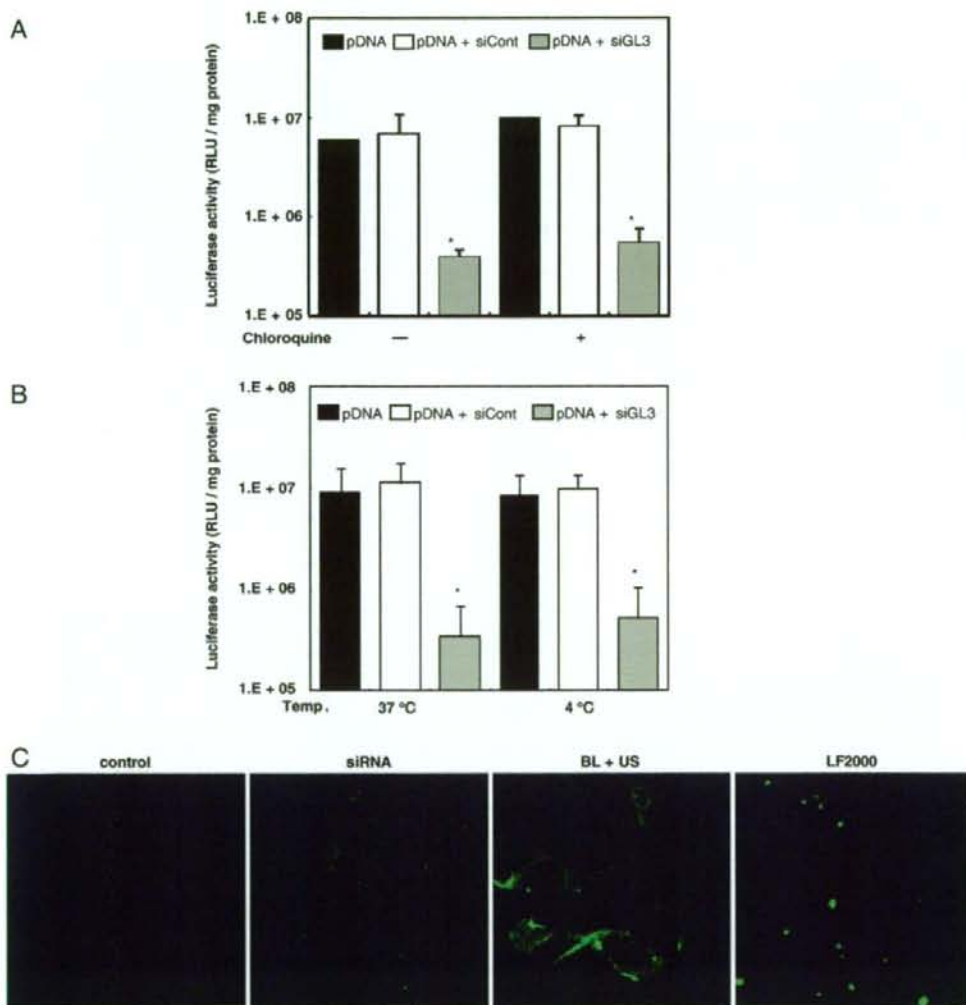 A
1.E + 08
pDNA pDNA + siCont pDNA + siGL3
1.E + 07
1.E + 06
1.E + 05
Luciferase activity (RLU / mg protein)
* *
Chloroquine — +
B
1.E + 08
pDNA pDNA + siCont pDNA + siGL3
1.E + 07
1.E + 06
1.E + 05
Luciferase activity (RLU / mg protein)
* *
Temp. 37 °C 4 °C
C
control siRNA BL + US LF2000